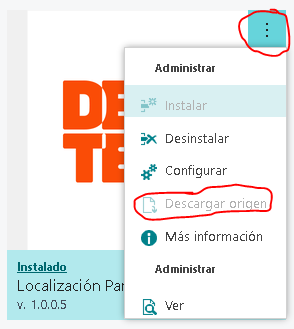 DE
TE
Administrar
Instalar
Desinstalar
Configurar
Descargar origen
Más información
Administrar
Ver
Instalado
Localización Par
v. 1.0.0.5